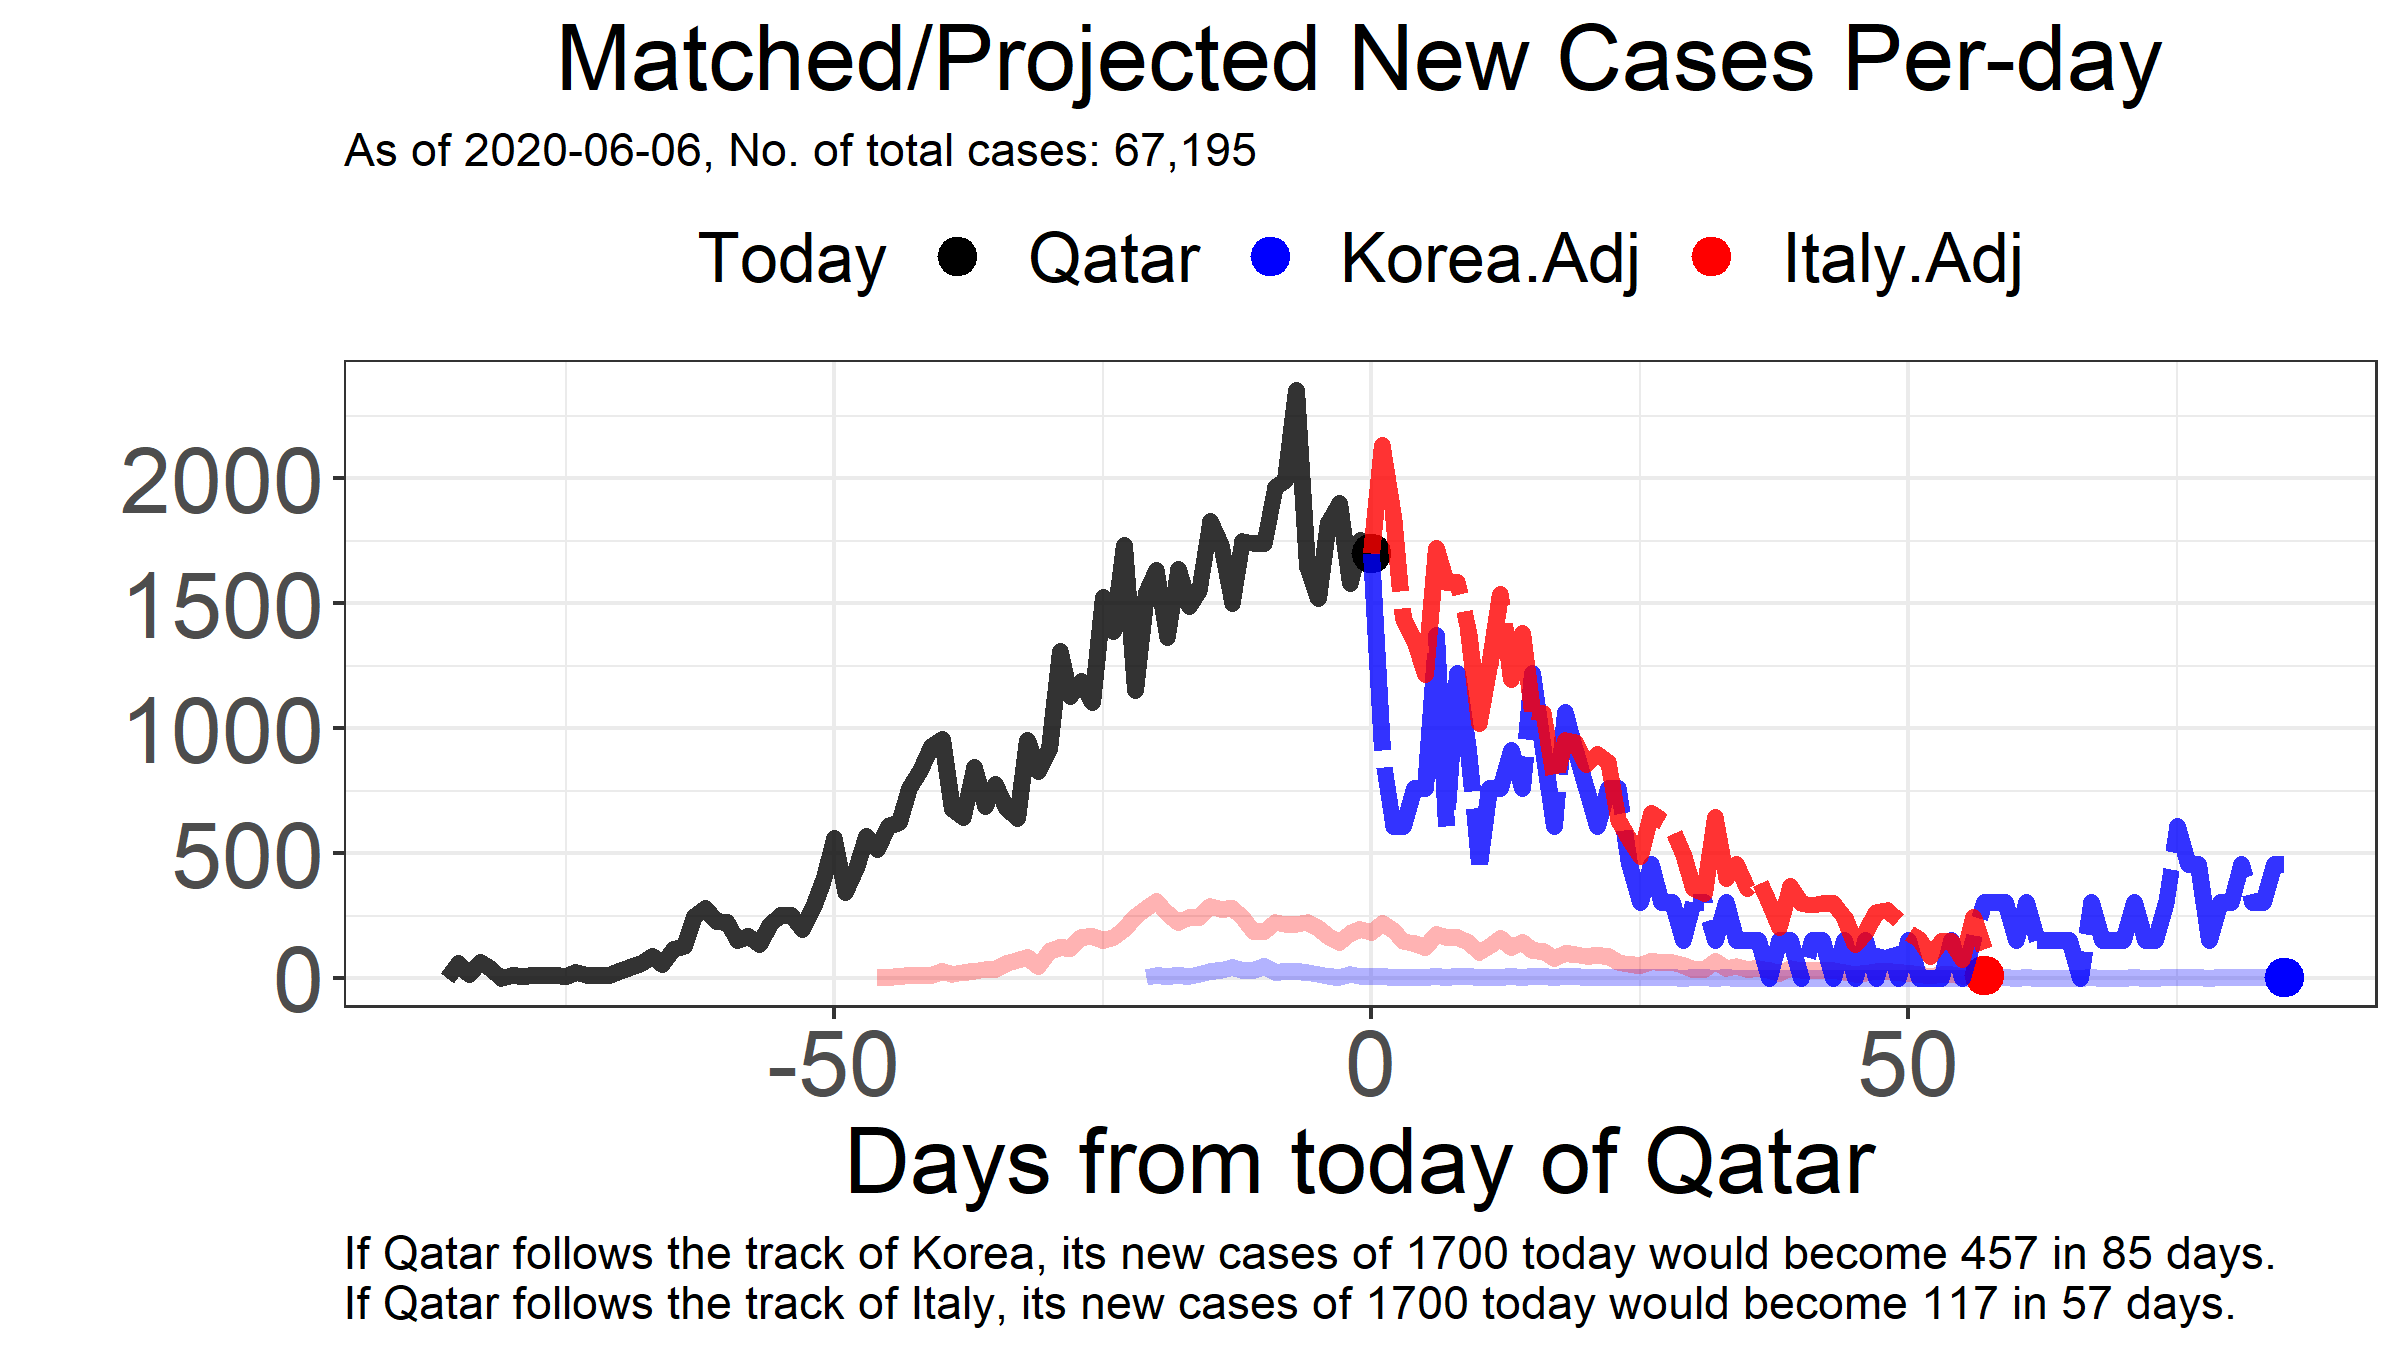 Matched/Projected New Cases Per-day
As of 2020-06-06, No. of total cases: 67,195
Today Qatar Korea.Adj Italy.Adj
2000
1500
1000
500
0
-50 0 50
Days from today of Qatar
If Qatar follows the track of Korea, its new cases of 1700 today would become 457 in 85 days.
If Qatar follows the track of Italy, its new cases of 1700 today would become 117 in 57 days.